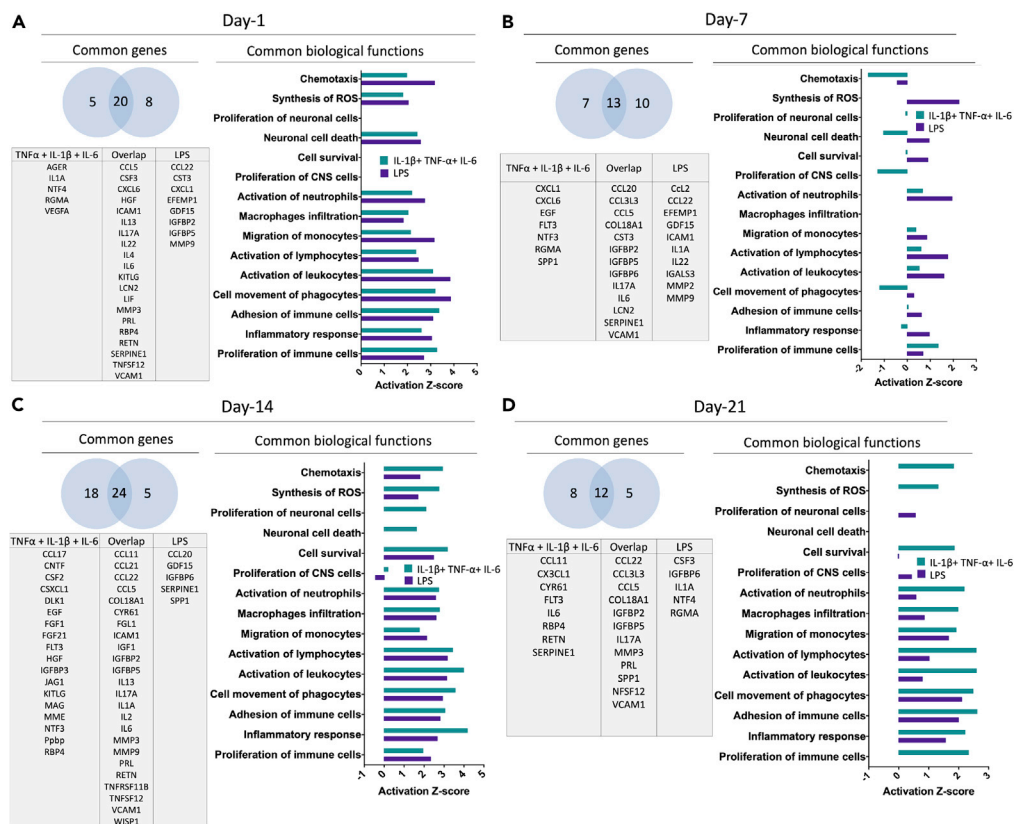 A
Day-1
Common genes
Common biological functions
5
20
8
TNFα + IL-1β + IL-6 Overlap LPS
AGER CCL5 CCL22
IL1A CSF3 CST3
NTF4 CXCL6 CXCL1
RGMA HGF EFEMP1
VEGFA ICAM1 GDF15
IL13 IGFBP2
IL17A IGFBP5
IL22 MMP9
IL4
IL6
KITLG
LCN2
LIF
MMP3
PRL
RBP4
RETN
SERPINE1
TNFSF12
VCAM1
Chemotaxis
Synthesis of ROS
Proliferation of neuronal cells
Neuronal cell death
Cell survival
Proliferation of CNS cells
Activation of neutrophils
Macrophages infiltration
Migration of monocytes
Activation of lymphocytes
Activation of leukocytes
Cell movement of phagocytes
Adhesion of immune cells
Inflammatory response
Proliferation of immune cells
IL-1β+ TNF-α+ IL-6
LPS
0 1 2 3 4 5
Activation Z-score
B
Day-7
Common genes
Common biological functions
7
13
10
TNFα + IL-1β + IL-6 Overlap LPS
CXCL1 CCL20 CcL2
CXCL6 CCL3L3 CCL22
EGF CCL5 EFEMP1
FLT3 COL18A1 GDF15
NTF3 CST3 ICAM1
RGMA IGFBP2 IL1A
SPP1 IGFBP5 IL22
IGFBP6 lGALS3
IL17A MMP2
IL6 MMP9
LCN2
SERPINE1
VCAM1
Chemotaxis
Synthesis of ROS
Proliferation of neuronal cells
Neuronal cell death
Cell survival
Proliferation of CNS cells
Activation of neutrophils
Macrophages infiltration
Migration of monocytes
Activation of lymphocytes
Activation of leukocytes
Cell movement of phagocytes
Adhesion of immune cells
Inflammatory response
Proliferation of immune cells
IL-1β+ TNF-α+ IL-6
LPS
-2 -1 0 1 2 3
Activation Z-score
C
Day-14
Common genes
Common biological functions
18
24
5
TNFα + IL-1β + IL-6 Overlap LPS
CCL17 CCL11 CCL20
CNTF CCL21 GDF15
CSF2 CCL22 IGFBP6
CSXCL1 CCL5 SERPINE1
DLK1 COL18A1 SPP1
EGF CYR61
FGF1 FGL1
FGF21 ICAM1
FLT3 IGF1
HGF IGFBP2
IGFBP3 IGFBP5
JAG1 IL13
KITLG IL17A
MAG IL1A
MME IL2
NTF3 IL6
Ppbp MMP3
RBP4 MMP9
PRL
RETN
TNFRSF11B
TNFSF12
VCAM1
WISP1
Chemotaxis
Synthesis of ROS
Proliferation of neuronal cells
Neuronal cell death
Cell survival
Proliferation of CNS cells
Activation of neutrophils
Macrophages infiltration
Migration of monocytes
Activation of lymphocytes
Activation of leukocytes
Cell movement of phagocytes
Adhesion of immune cells
Inflammatory response
Proliferation of immune cells
IL-1β+ TNF-α+ IL-6
LPS
-1 0 1 2 3 4 5
Activation Z-score
D
Day-21
Common genes
Common biological functions
8
12
5
TNFα + IL-1β + IL-6 Overlap LPS
CCL11 CCL22 CSF3
CX3CL1 CCL3L3 IGFBP6
CYR61 CCL5 IL1A
FLT3 COL18A1 NTF4
IL6 IGFBP2 RGMA
RBP4 IGFBP5
RETN IL17A
SERPINE1 MMP3
PRL
SPP1
NFSF12
VCAM1
Chemotaxis
Synthesis of ROS
Proliferation of neuronal cells
Neuronal cell death
Cell survival
Proliferation of CNS cells
Activation of neutrophils
Macrophages infiltration
Migration of monocytes
Activation of lymphocytes
Activation of leukocytes
Cell movement of phagocytes
Adhesion of immune cells
Inflammatory response
Proliferation of immune cells
IL-1β+ TNF-α+ IL-6
LPS
-1 0 1 2 3
Activation Z-score